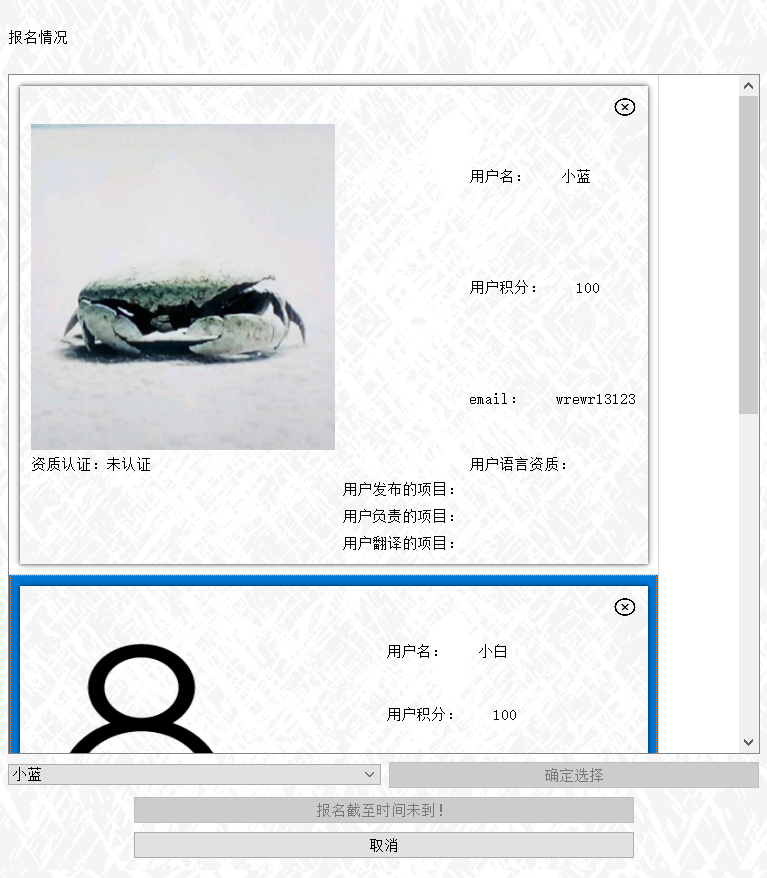 报名情况
用户名： 小蓝
用户积分： 100
email： wrewr13123
资质认证：未认证 用户语言资质：
用户发布的项目：
用户负责的项目：
用户翻译的项目：
用户名： 小白
用户积分： 100
小蓝 确定选择
报名截至时间未到！
取消